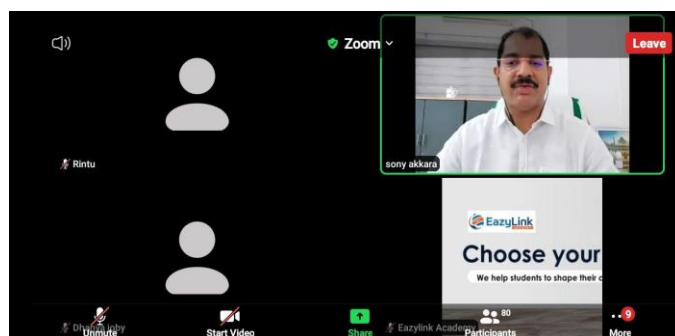 Zoom
Leave
Rintu
sony akkara
EazyLink
Choose your
We help students to shape their c
Unmute
Start Video
Share
Eazylink Academy
80
Participants
9
More